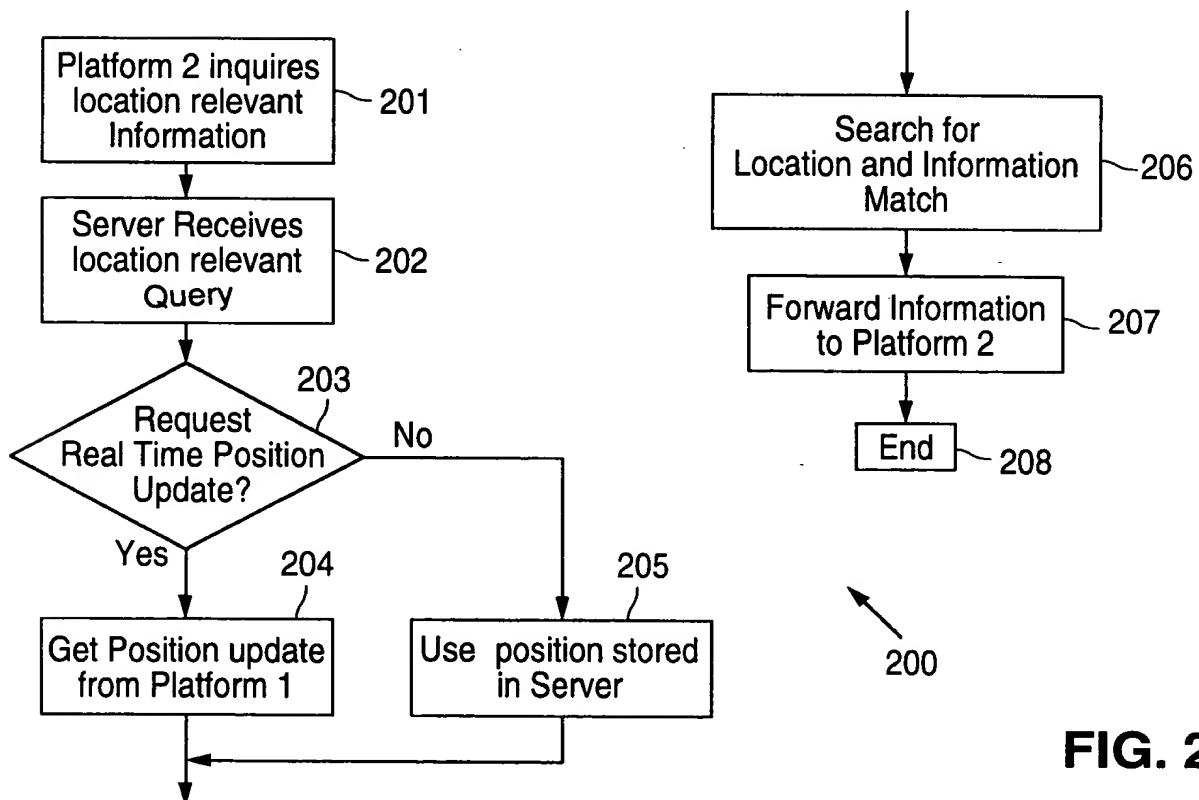 Platform 2 inquires
location relevant
Information
201
Server Receives
location relevant
Query
202
203
Request
Real Time Position
Update?
No
Yes
204
Get Position update
from Platform 1
205
Use position stored
in Server
Search for
Location and Information
Match
206
Forward Information
to Platform 2
207
End
208
200
FIG. 2